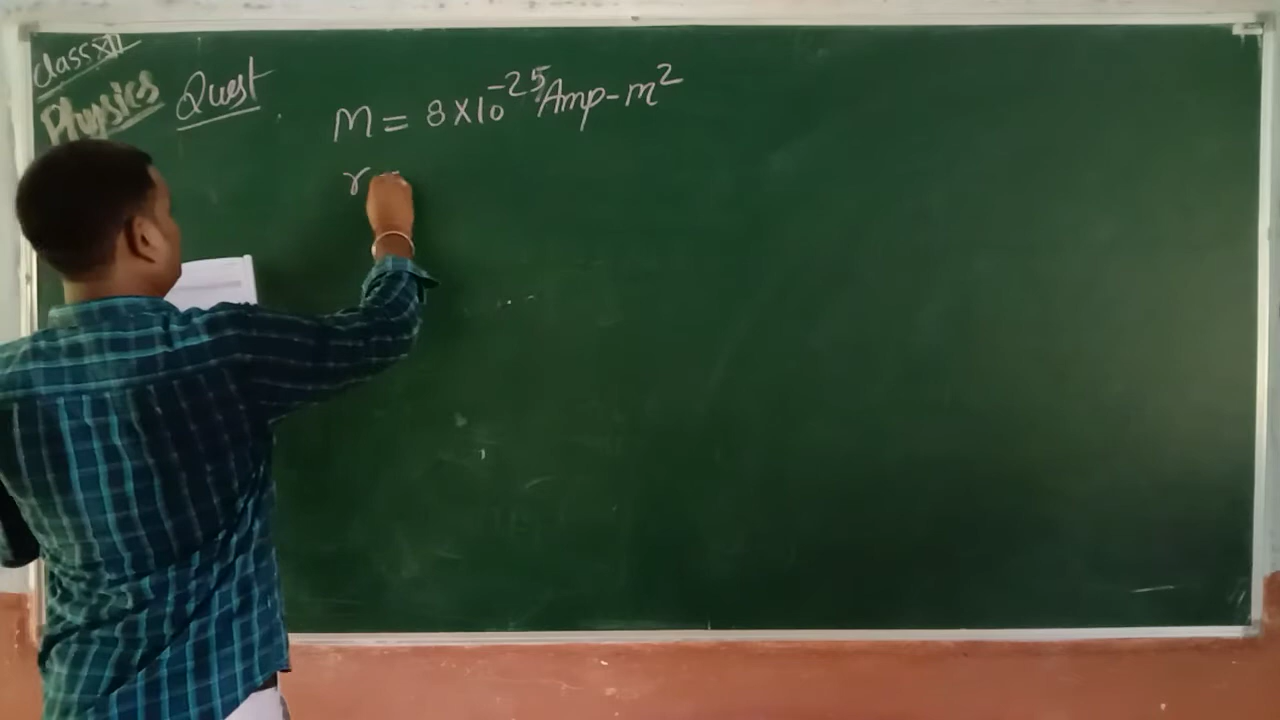 Class XII
Physics Quest
M = 8×10⁻²⁵ Amp-m²
r